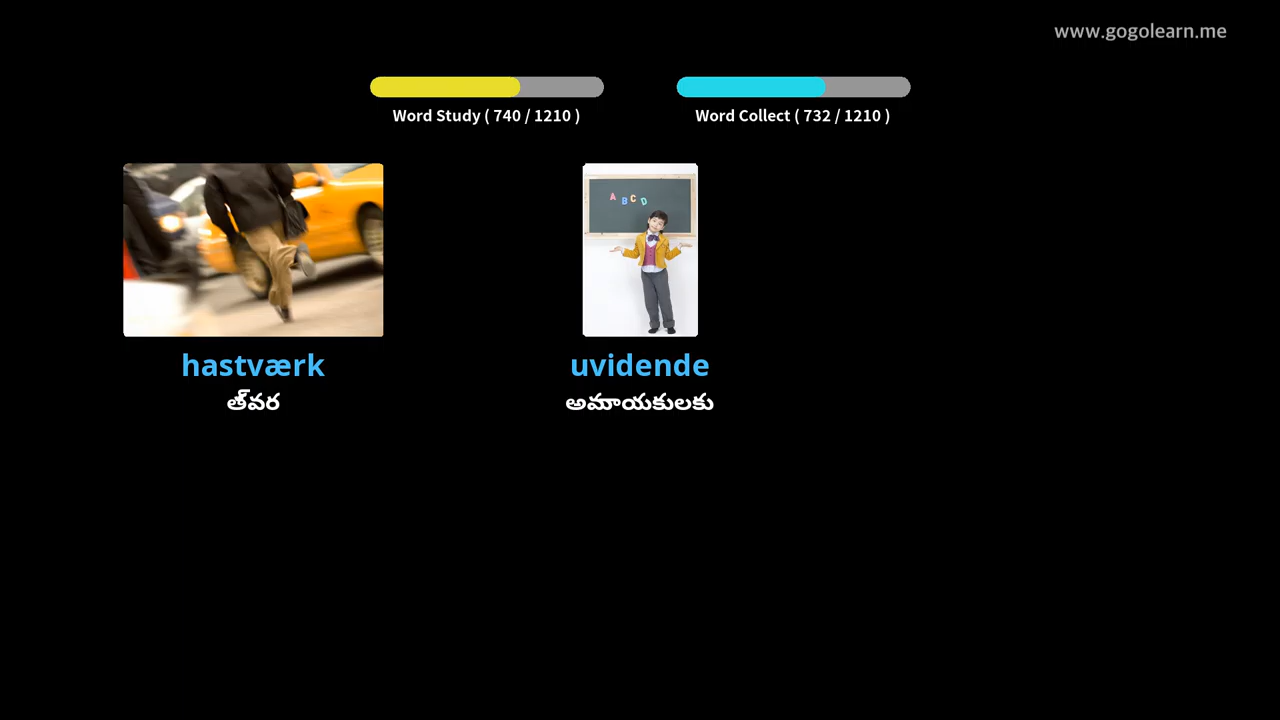 www.gogolearn.me
Word Study ( 740 / 1210 )
Word Collect ( 732 / 1210 )
A B C D
hastværk
uvidende
త్వర
అమాయకులకు